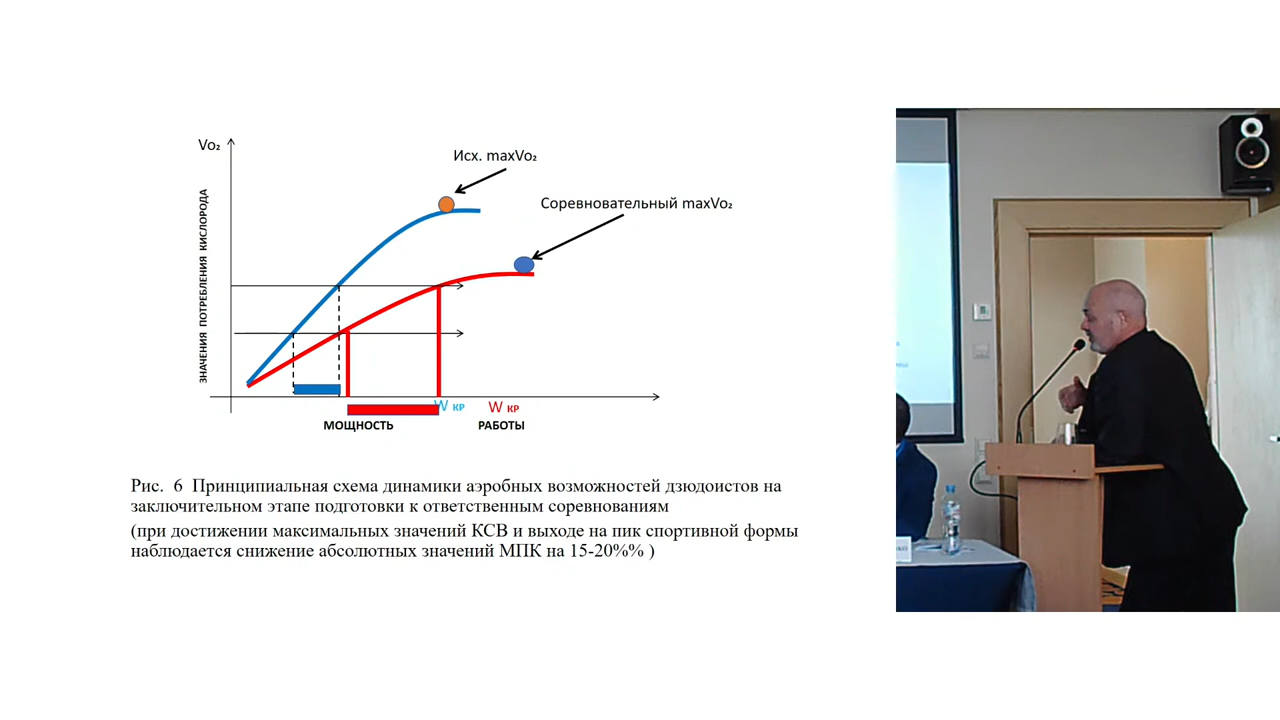 Vo₂
Исх. maxVo₂
Соревновательный maxVo₂
ЗНАЧЕНИЯ ПОТРЕБЛЕНИЯ КИСЛОРОДА
W КР
W КР
МОЩНОСТЬ
РАБОТЫ
Рис. 6 Принципиальная схема динамики аэробных возможностей дзюдоистов на
заключительном этапе подготовки к ответственным соревнованиям
(при достижении максимальных значений КСВ и выходе на пик спортивной формы
наблюдается снижение абсолютных значений МПК на 15-20%% )